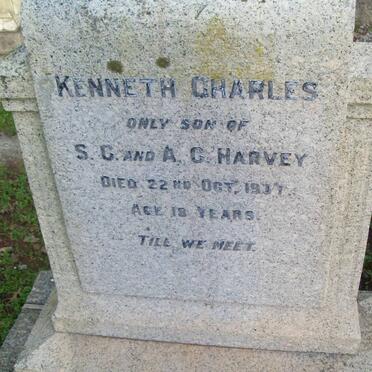 KENNETH CHARLES
ONLY SON OF
S. C. AND A. C. HARVEY
DIED 22ND OCT, 1937.
AGE 18 YEARS.
TILL WE MEET.